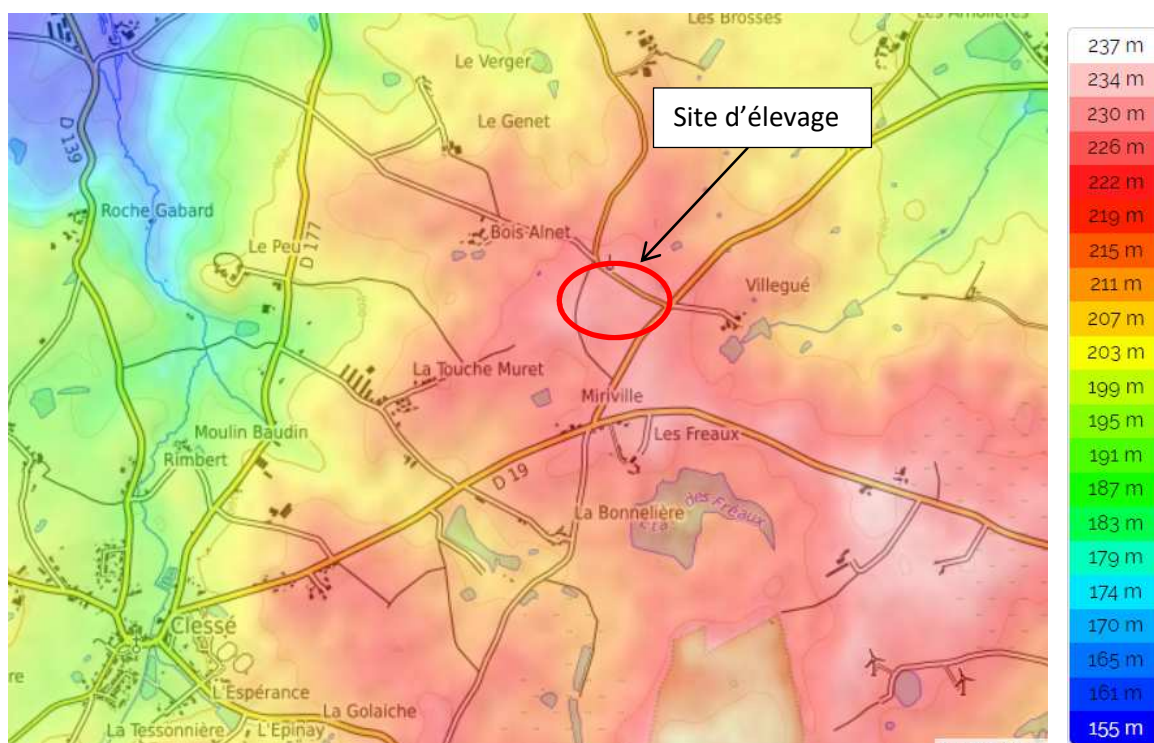 Les Brosses
Les Amolières
Le Verger
Site d'élevage
Le Genet
D 139
Roche Gabard
Bois-Alnet
Le Peu
D 177
Villegué
La Touche Muret
Miriville
Moulin Baudin
Les Freaux
Rimbert
D 19
des Fréaux
La Bonnelière
Clessé
re
L'Espérance
La Golaiche
La Tessonnière
L'Epinay
237 m
234 m
230 m
226 m
222 m
219 m
215 m
211 m
207 m
203 m
199 m
195 m
191 m
187 m
183 m
179 m
174 m
170 m
165 m
161 m
155 m